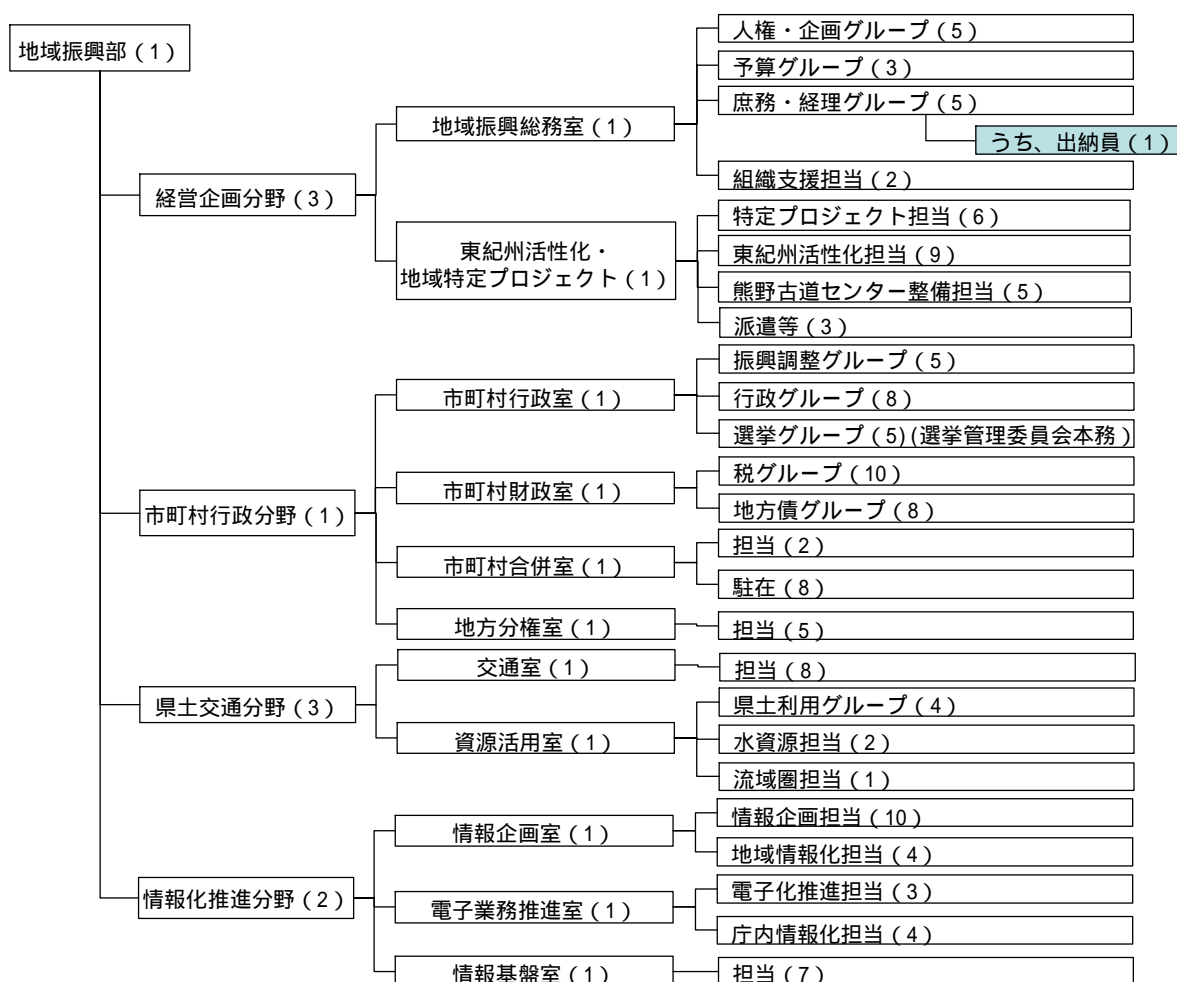 地域振興部（1）
経営企画分野（3）
地域振興総務室（1）
人権・企画グループ（5）
予算グループ（3）
庶務・経理グループ（5）
うち、出納員（1）
組織支援担当（2）
東紀州活性化・
地域特定プロジェクト（1）
特定プロジェクト担当（6）
東紀州活性化担当（9）
熊野古道センター整備担当（5）
派遣等（3）
市町村行政分野（1）
市町村行政室（1）
振興調整グループ（5）
行政グループ（8）
選挙グループ（5)(選挙管理委員会本務）
市町村財政室（1）
税グループ（10）
地方債グループ（8）
市町村合併室（1）
担当（2）
駐在（8）
地方分権室（1）
担当（5）
県土交通分野（3）
交通室（1）
担当（8）
資源活用室（1）
県土利用グループ（4）
水資源担当（2）
流域圏担当（1）
情報化推進分野（2）
情報企画室（1）
情報企画担当（10）
地域情報化担当（4）
電子業務推進室（1）
電子化推進担当（3）
庁内情報化担当（4）
情報基盤室（1）
担当（7）